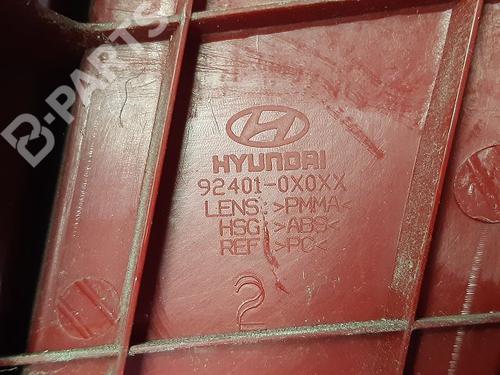 B-PARTS
HYUNDAI
92401-0X0XX
LENS:>PMMA<
HSG:>ABS<
REF:>PC<
2